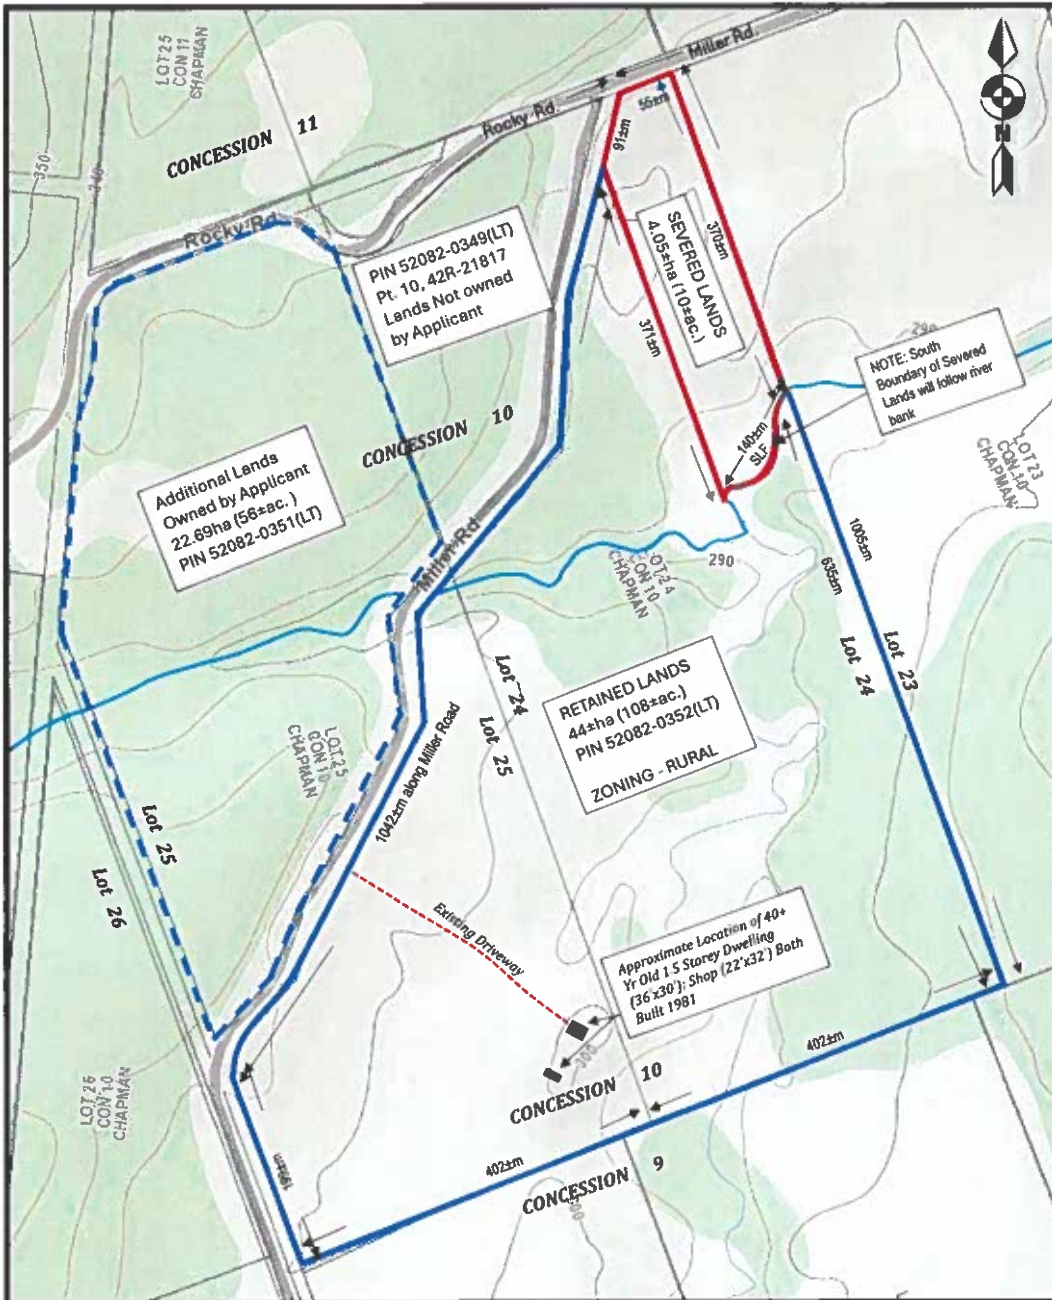 LOT 25
CON 11
CHAPMAN
350
340
CONCESSION 11
Miller Rd.
Rocky Rd
N
55±m
91±m
Rocky Rd
PIN 52082-0349(LT)
Pt. 10, 42R-21817
Lands Not owned
by Applicant
SEVERED LANDS
4.05±ha (10±ac.)
370±m
371±m
290
NOTE: South
Boundary of Severed
Lands will follow river
bank
CONCESSION 10
140±m
SLF
LOT 23
CON 10
CHAPMAN
Additional Lands
Owned by Applicant
22.69ha (56±ac. )
PIN 52082-0351(LT)
Miller Rd
290
LOT 24
CON 10
CHAPMAN
1005±m
635±m
Lot 23
Lot 24
Lot 24
Lot 25
RETAINED LANDS
44±ha (108±ac.)
PIN 52082-0352(LT)
ZONING - RURAL
LOT 25
CON 10
CHAPMAN
1042±m along Miller Road
Lot 25
Lot 26
Existing Driveway
Approximate Location of 40+
Yr Old 1.5 Storey Dwelling
(36'x30'); Shop (22'x32') Both
Built 1981
300
LOT 26
CON 10
CHAPMAN
CONCESSION 10
402±m
402±m
CONCESSION 9
300